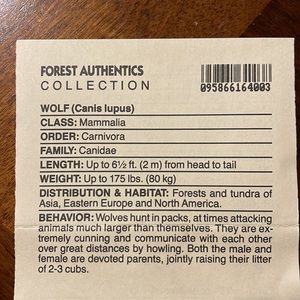 FOREST AUTHENTICS
COLLECTION
095866164003
WOLF (Canis lupus)
CLASS: Mammalia
ORDER: Carnivora
FAMILY: Canidae
LENGTH: Up to 6½ ft. (2 m) from head to tail
WEIGHT: Up to 175 lbs. (80 kg)
DISTRIBUTION & HABITAT: Forests and tundra of
Asia, Eastern Europe and North America.
BEHAVIOR: Wolves hunt in packs, at times attacking
animals much larger than themselves. They are ex-
tremely cunning and communicate with each other
over great distances by howling. Both the male and
female are devoted parents, jointly raising their litter
of 2-3 cubs.